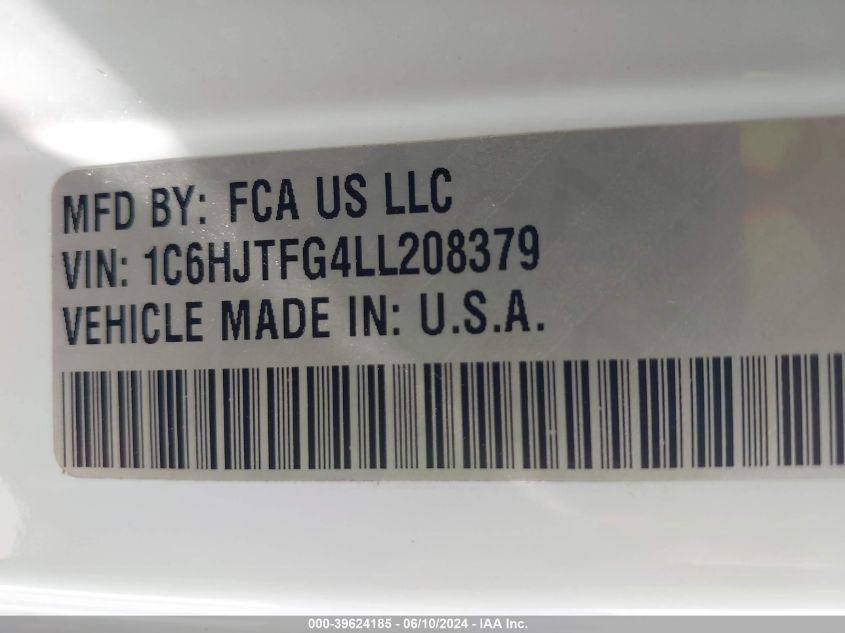 MFD BY: FCA US LLC
VIN: 1C6HJTFG4LL208379
VEHICLE MADE IN: U.S.A.
000-39624185 - 06/10/2024 - IAA Inc.